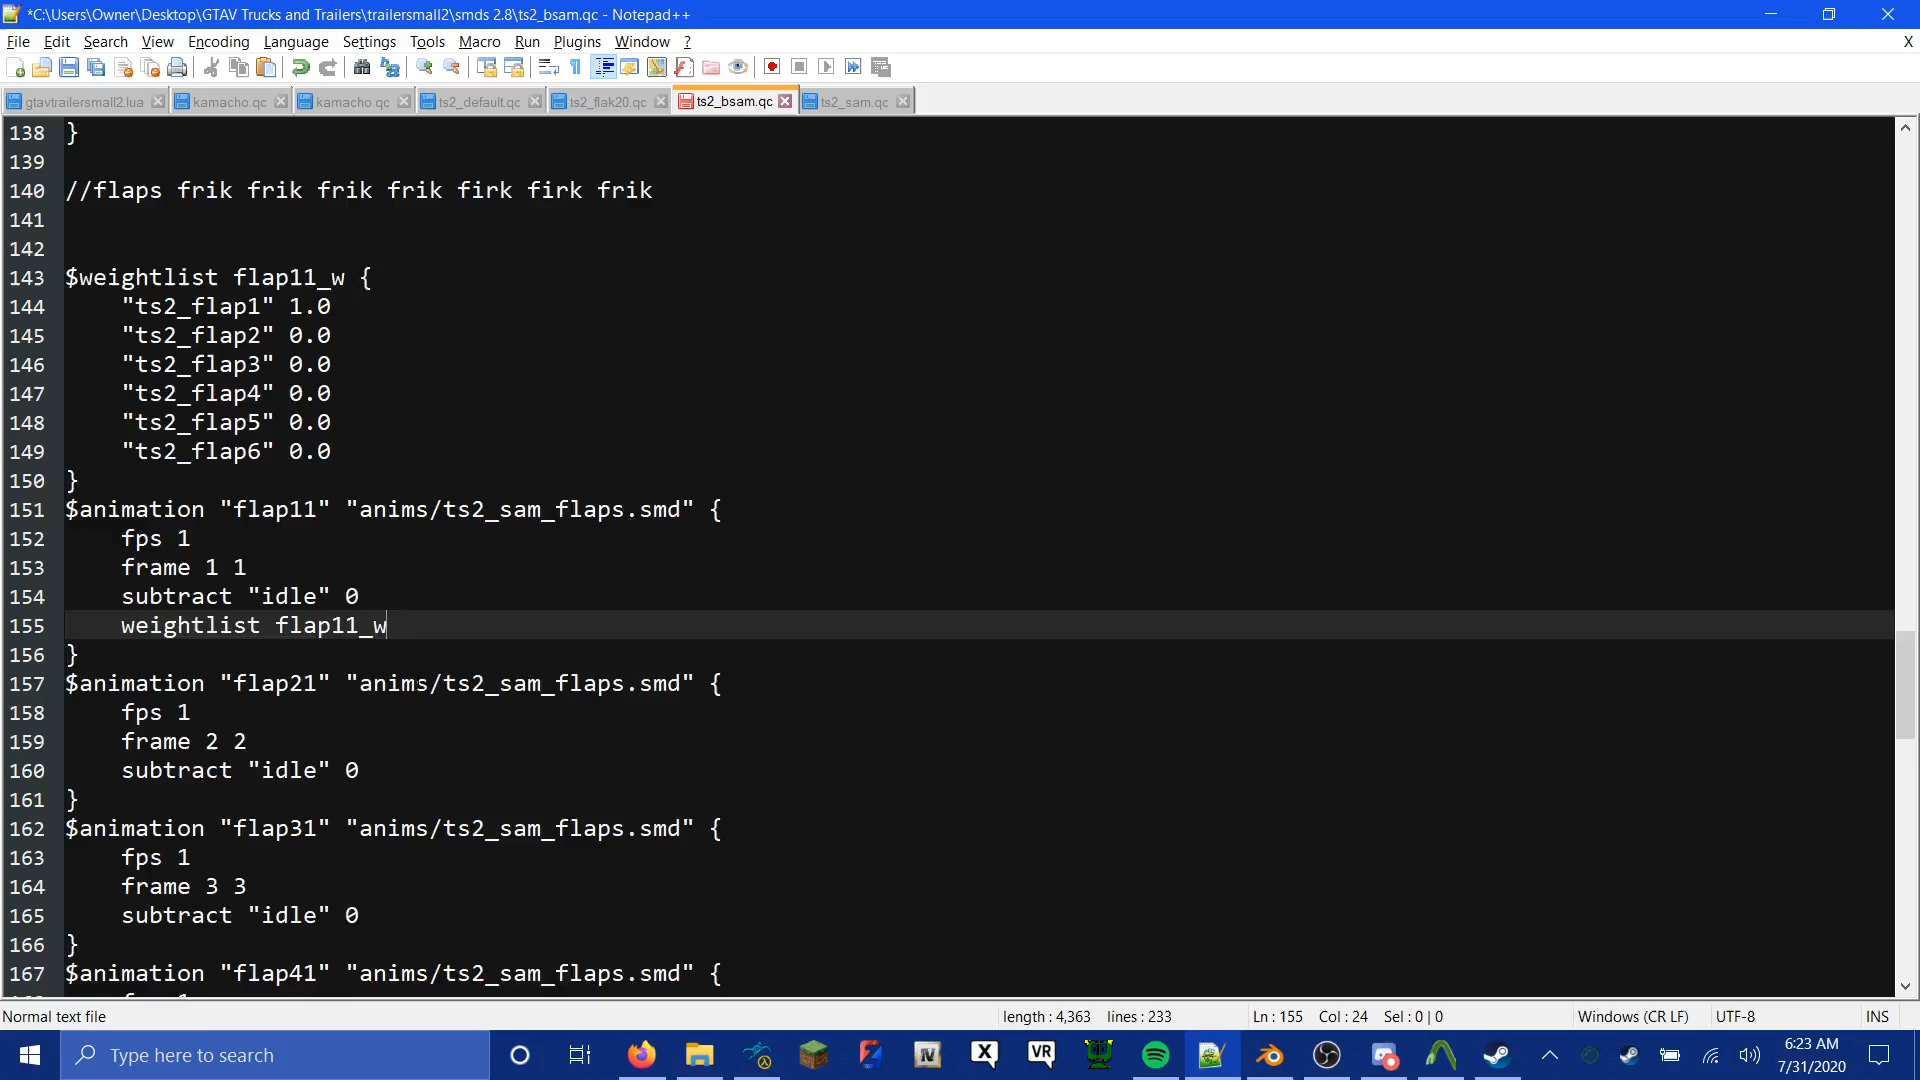 *C:\Users\Owner\Desktop\GTAV Trucks and Trailers\trailersmall2\smds 2.8\ts2_bsam.qc - Notepad++
File Edit Search View Encoding Language Settings Tools Macro Run Plugins Window ? X
gtavtrailersmall2.lua kamacho.qc kamacho.qc ts2_default.qc ts2_flak20.qc ts2_bsam.qc ts2_sam.qc
138 }
139
140 //flaps frik frik frik frik firk firk frik
141
142
143 $weightlist flap11_w {
144 "ts2_flap1" 1.0
145 "ts2_flap2" 0.0
146 "ts2_flap3" 0.0
147 "ts2_flap4" 0.0
148 "ts2_flap5" 0.0
149 "ts2_flap6" 0.0
150 }
151 $animation "flap11" "anims/ts2_sam_flaps.smd" {
152 fps 1
153 frame 1 1
154 subtract "idle" 0
155 weightlist flap11_w
156 }
157 $animation "flap21" "anims/ts2_sam_flaps.smd" {
158 fps 1
159 frame 2 2
160 subtract "idle" 0
161 }
162 $animation "flap31" "anims/ts2_sam_flaps.smd" {
163 fps 1
164 frame 3 3
165 subtract "idle" 0
166 }
167 $animation "flap41" "anims/ts2_sam_flaps.smd" {
Normal text file length : 4,363 lines : 233 Ln : 155 Col : 24 Sel : 0 | 0 Windows (CR LF) UTF-8 INS
Type here to search IV X VR 6:23 AM
7/31/2020